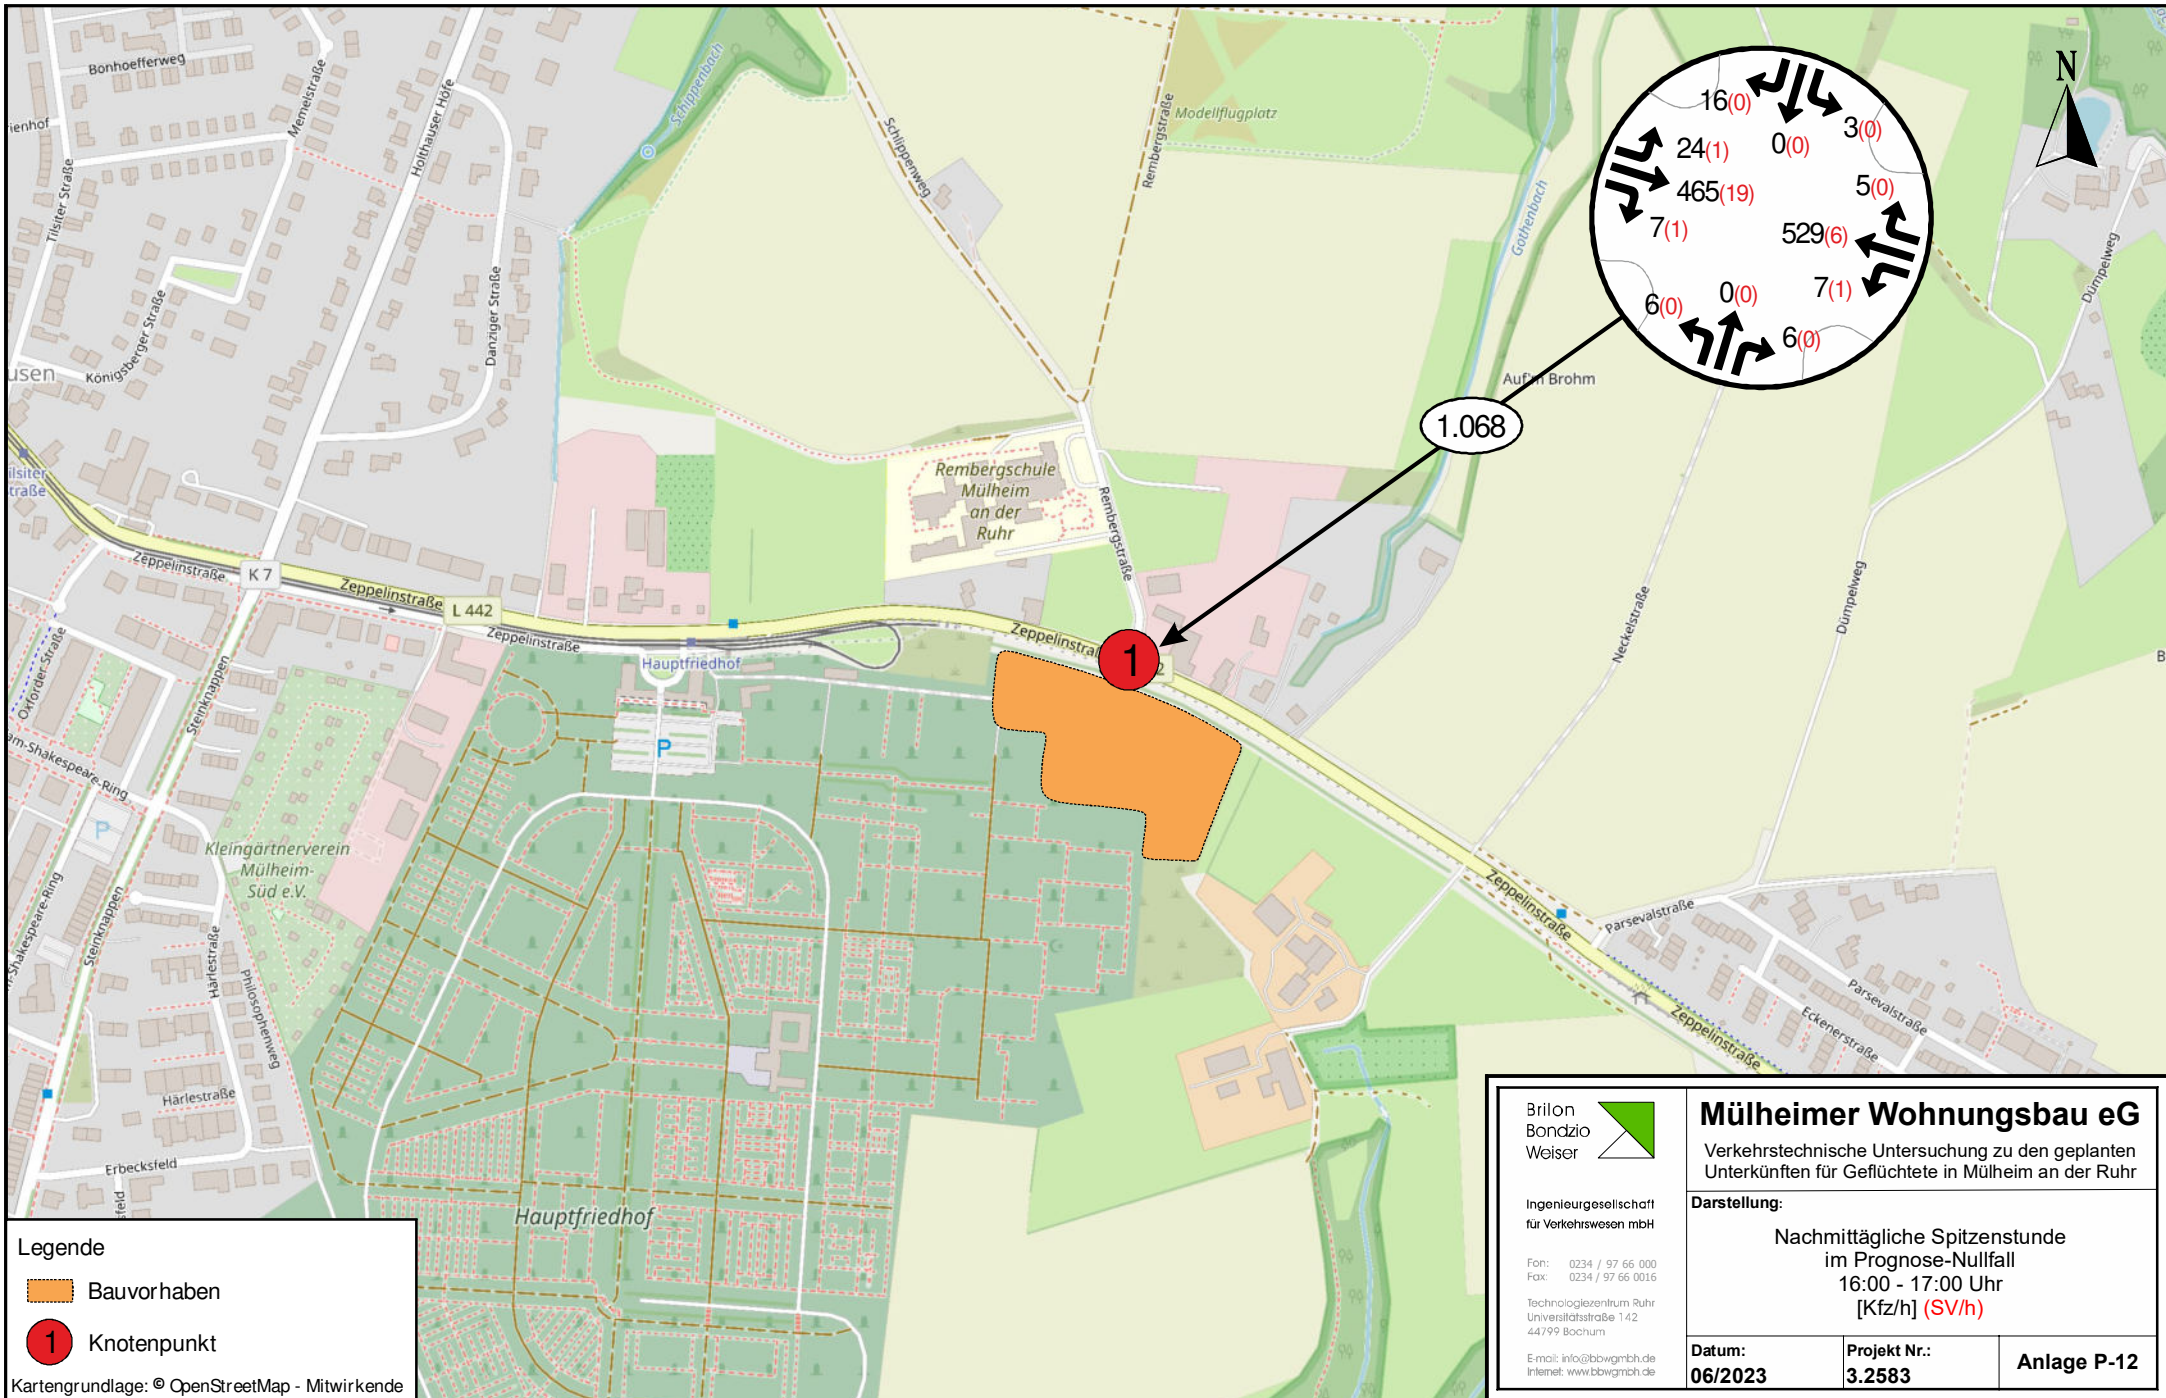 Bonhoefferweg
Memelstraße
Holthauser Höfe
Tilsiter Straße
Danziger Straße
Königsberger Straße
Schippenbach
Schlippenweg
Rembergstraße
Modellflugplatz
Gothenbach
Dümpelweg
N
16(0)
0(0)
3(0)
24(1)
465(19)
7(1)
5(0)
529(6)
7(1)
6(0)
0(0)
6(0)
1.068
Auf'm Brohm
Rembergschule
Mülheim
an der
Ruhr
Rembergstraße
Neckelstraße
Dümpelweg
Zeppelinstraße
K 7
Zeppelinstraße
L 442
Zeppelinstraße
Hauptfriedhof
1
Oxforder Straße
Steinknappen
P
P
Kleingärtnerverein
Mülheim-
Süd e.V.
Steinknappen
Härlestraße
Philosophenweg
Härlestraße
Erbecksfeld
Hauptfriedhof
Zeppelinstraße
Parsevalstraße
Parsevalstraße
Eckenerstraße
Zeppelinstraße
Legende
Bauvorhaben
1 Knotenpunkt
Kartengrundlage: © OpenStreetMap - Mitwirkende
Brilon
Bondzio
Weiser
Ingenieurgesellschaft
für Verkehrswesen mbH
Fon: 0234 / 97 66 000
Fax: 0234 / 97 66 0016
Technologiezentrum Ruhr
Universitätsstraße 142
44799 Bochum
E-mail: info@bbwgmbh.de
Internet: www.bbwgmbh.de
Mülheimer Wohnungsbau eG
Verkehrstechnische Untersuchung zu den geplanten
Unterkünften für Geflüchtete in Mülheim an der Ruhr
Darstellung:
Nachmittägliche Spitzenstunde
im Prognose-Nullfall
16:00 - 17:00 Uhr
[Kfz/h] (SV/h)
Datum:
06/2023
Projekt Nr.:
3.2583
Anlage P-12